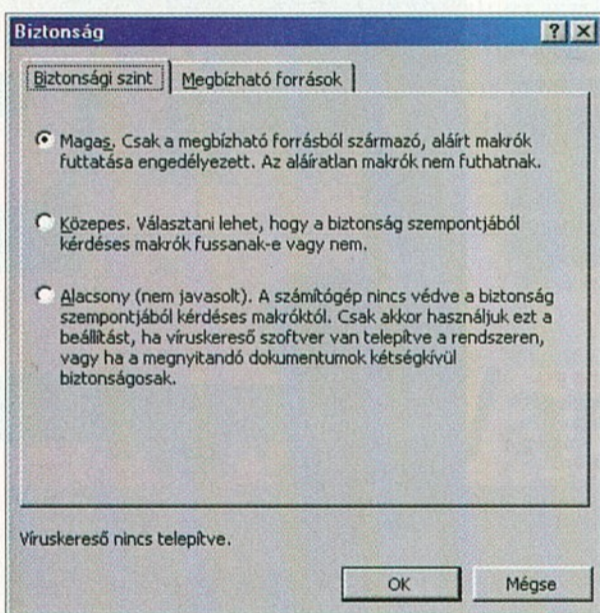 Biztonság
Biztonsági szint
Megbízható források
Magas. Csak a megbízható forrásból származó, aláírt makrók
futtatása engedélyezett. Az aláíratlan makrók nem futhatnak.
Közepes. Választani lehet, hogy a biztonság szempontjából
kérdéses makrók fussanak-e vagy nem.
Alacsony (nem javasolt). A számítógép nincs védve a biztonság
szempontjából kérdéses makróktól. Csak akkor használjuk ezt a
beállítást, ha víruskereső szoftver van telepítve a rendszeren,
vagy ha a megnyitandó dokumentumok kétségkívül
biztonságosak.
Víruskereső nincs telepítve.
OK
Mégse